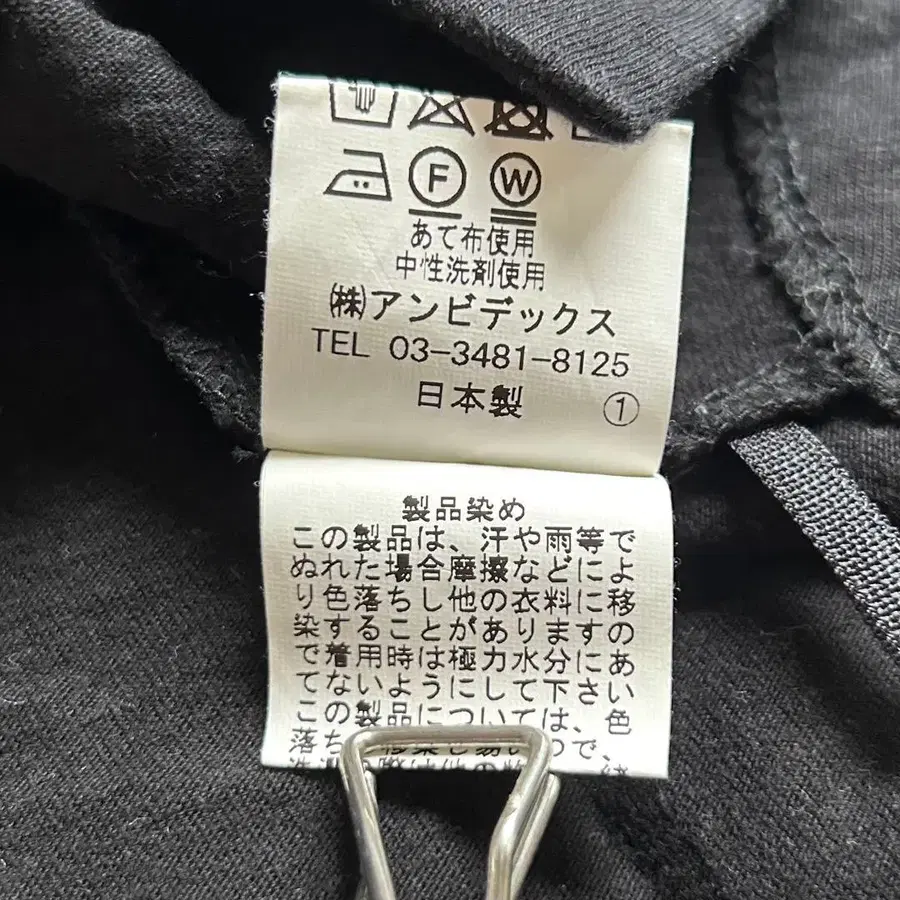 F W
あて布使用
中性洗剤使用
㈱アンビデックス
TEL 03-3481-8125
日本製 ①
製品染め
この製品は、汗や雨等で
ぬれた場合摩擦などによ
り色落ちし他の衣料に移
染することがありますの
で着用時は極力水分にあ
てないようにして下さい
この製品については、色
落ち